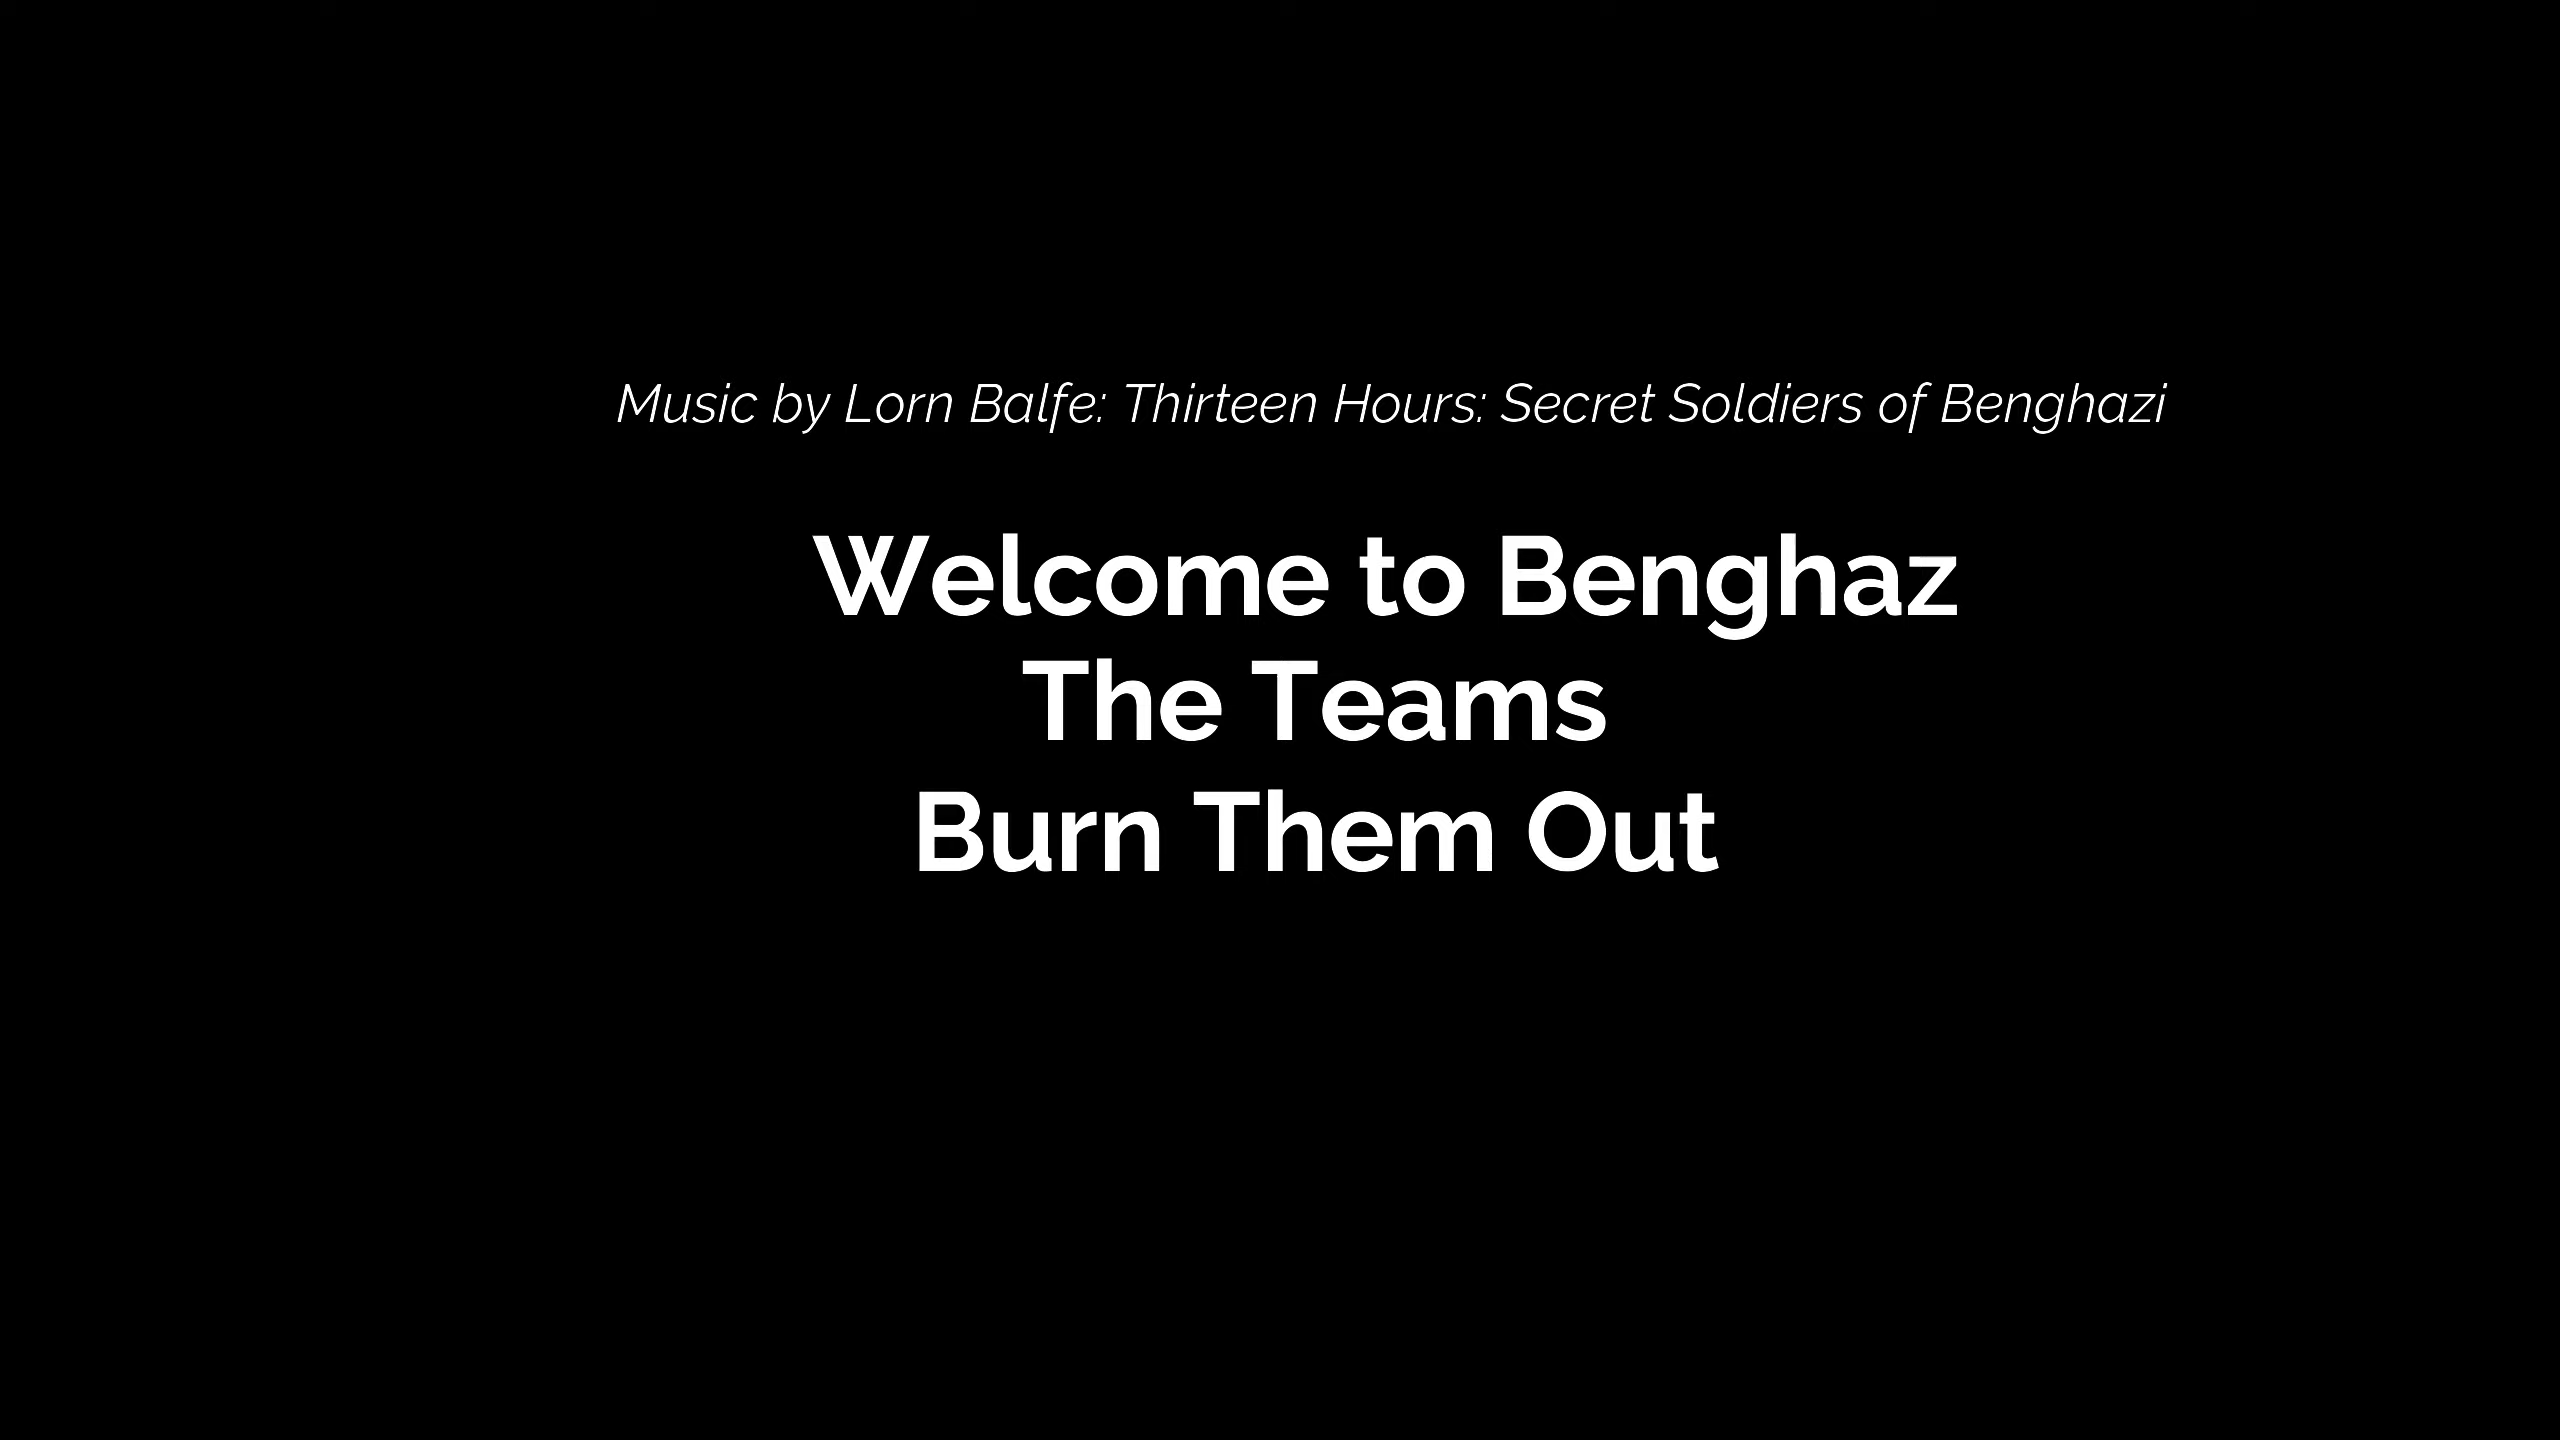 Music by Lorn Balfe: Thirteen Hours: Secret Soldiers of Benghazi
Welcome to Benghaz
The Teams
Burn Them Out